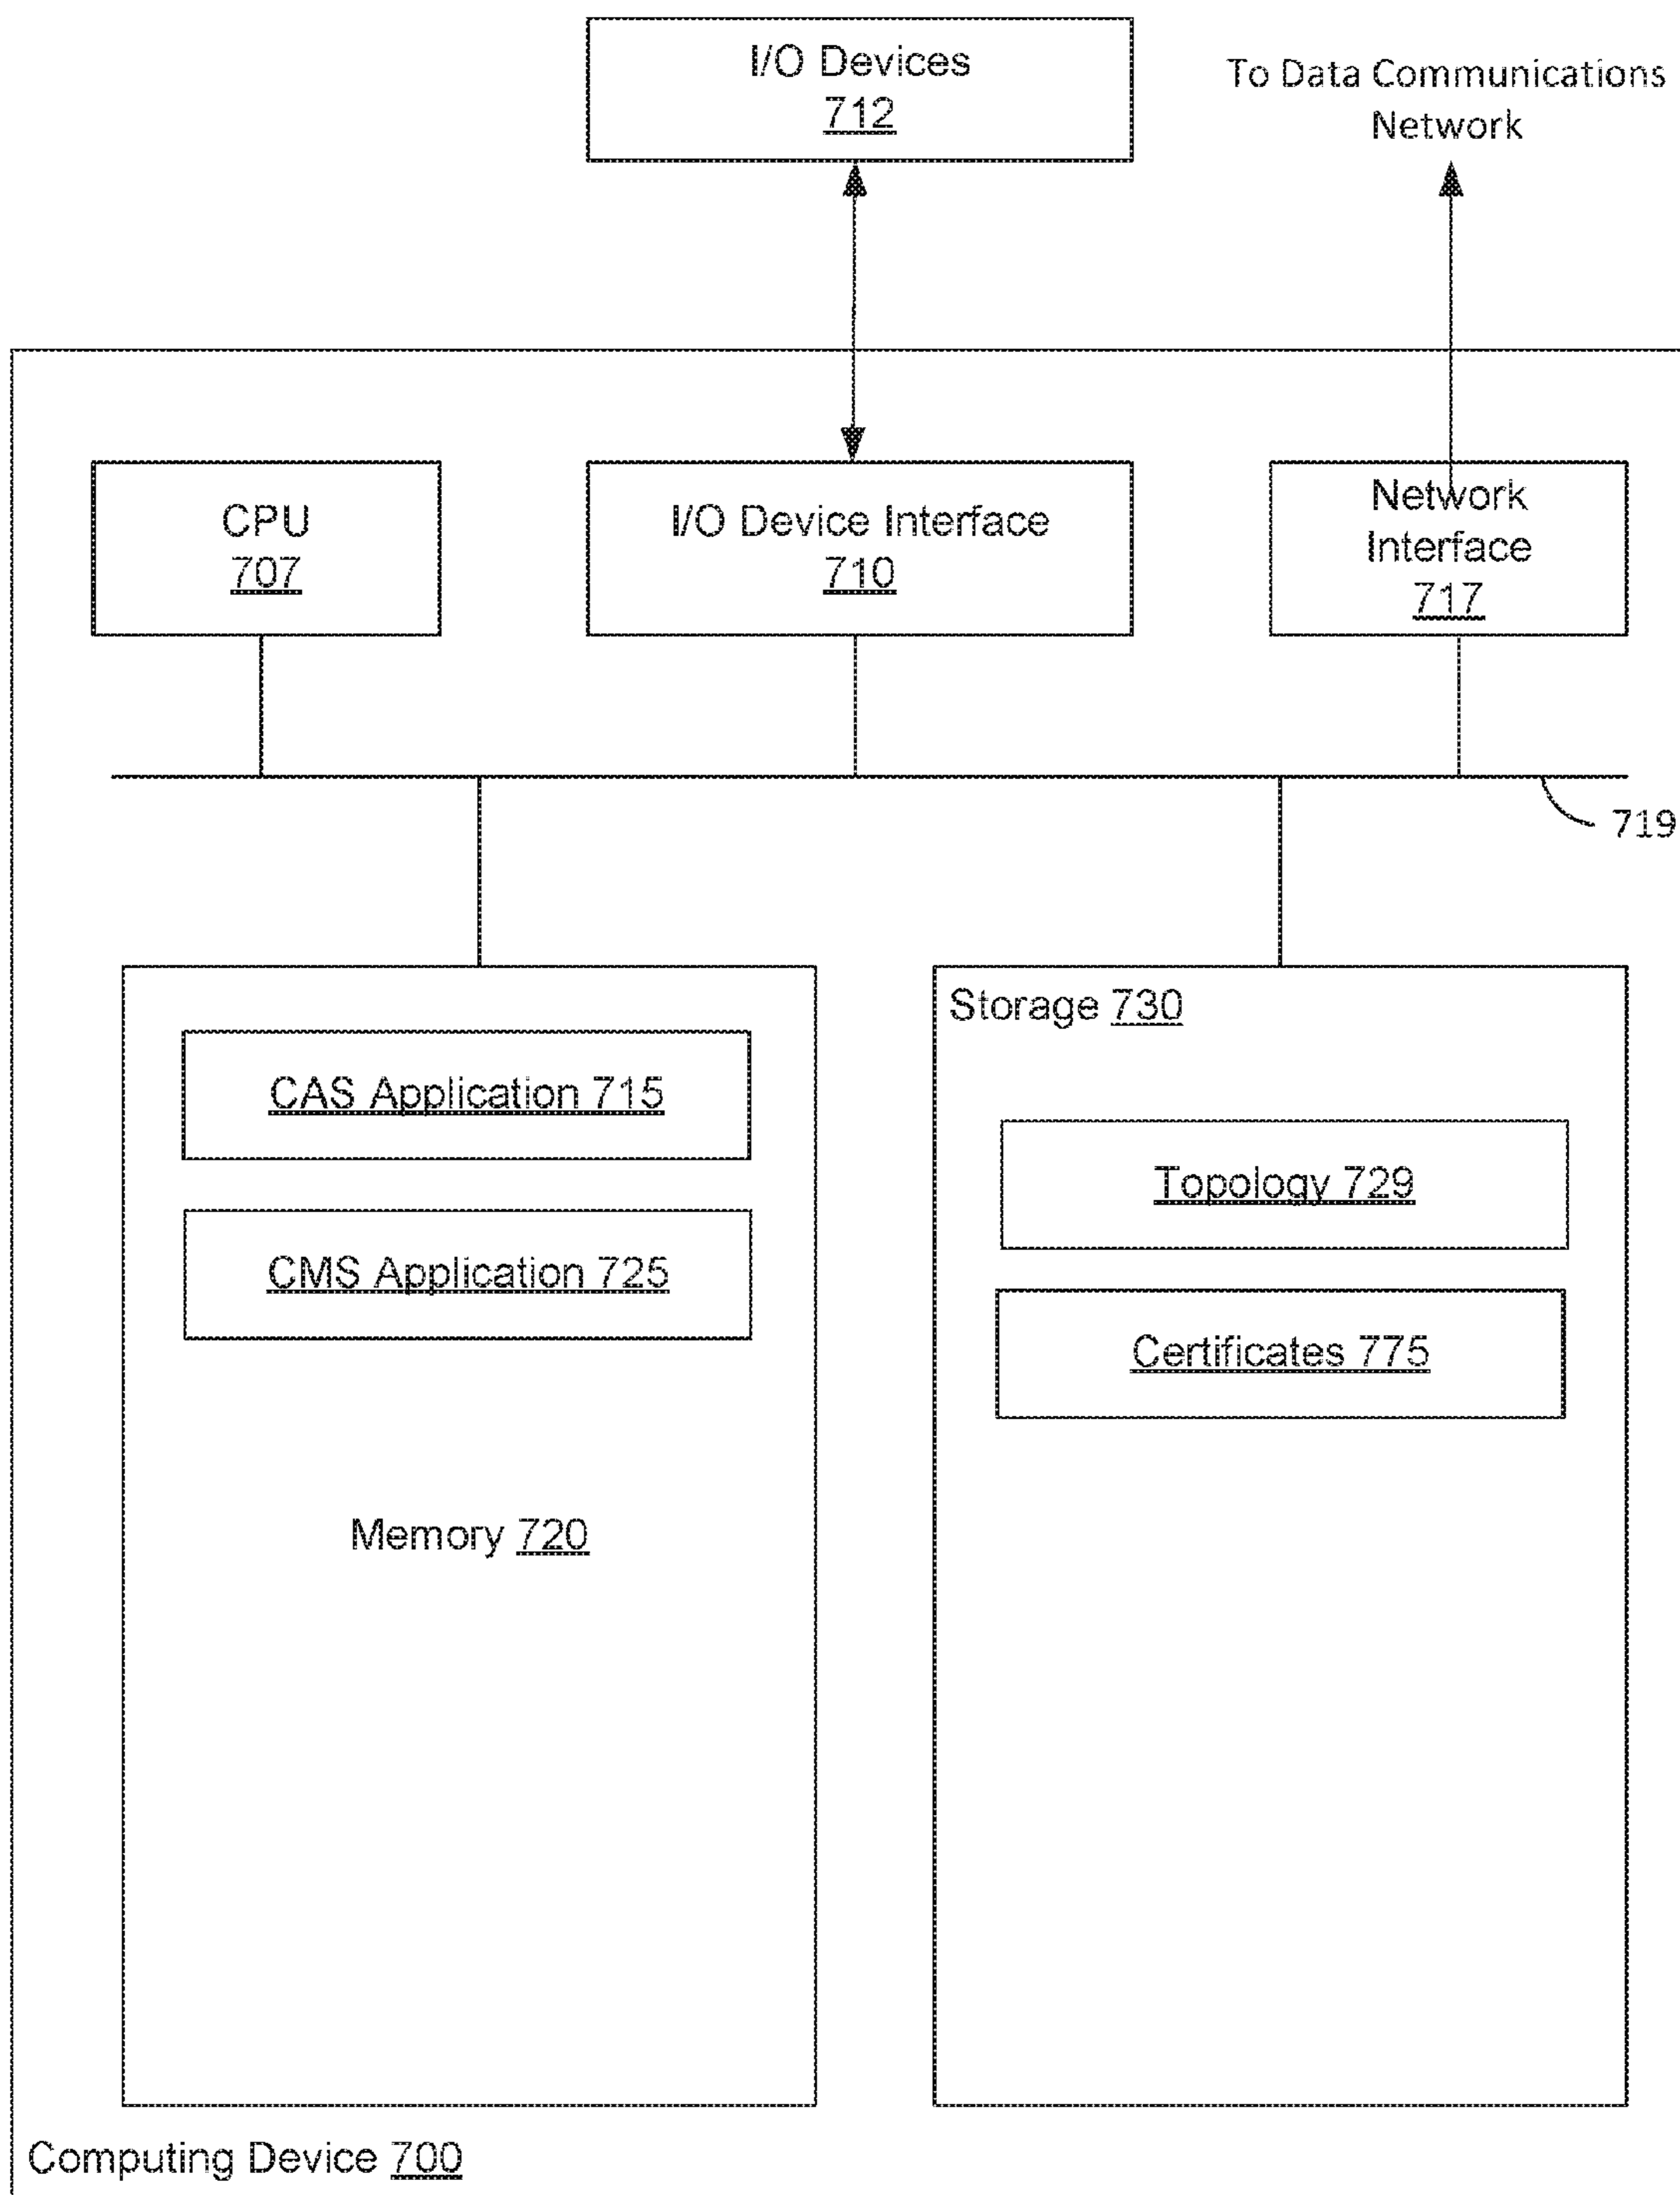 I/O Devices
712
To Data Communications
Network
CPU
707
I/O Device Interface
710
Network
Interface
717
719
CAS Application 715
CMS Application 725
Memory 720
Storage 730
Topology 729
Certificates 775
Computing Device 700